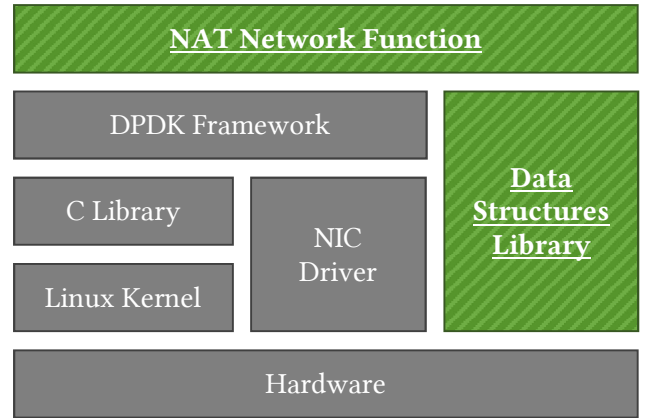 NAT Network Function
DPDK Framework
Data
Structures
Library
C Library
NIC
Driver
Linux Kernel
Hardware